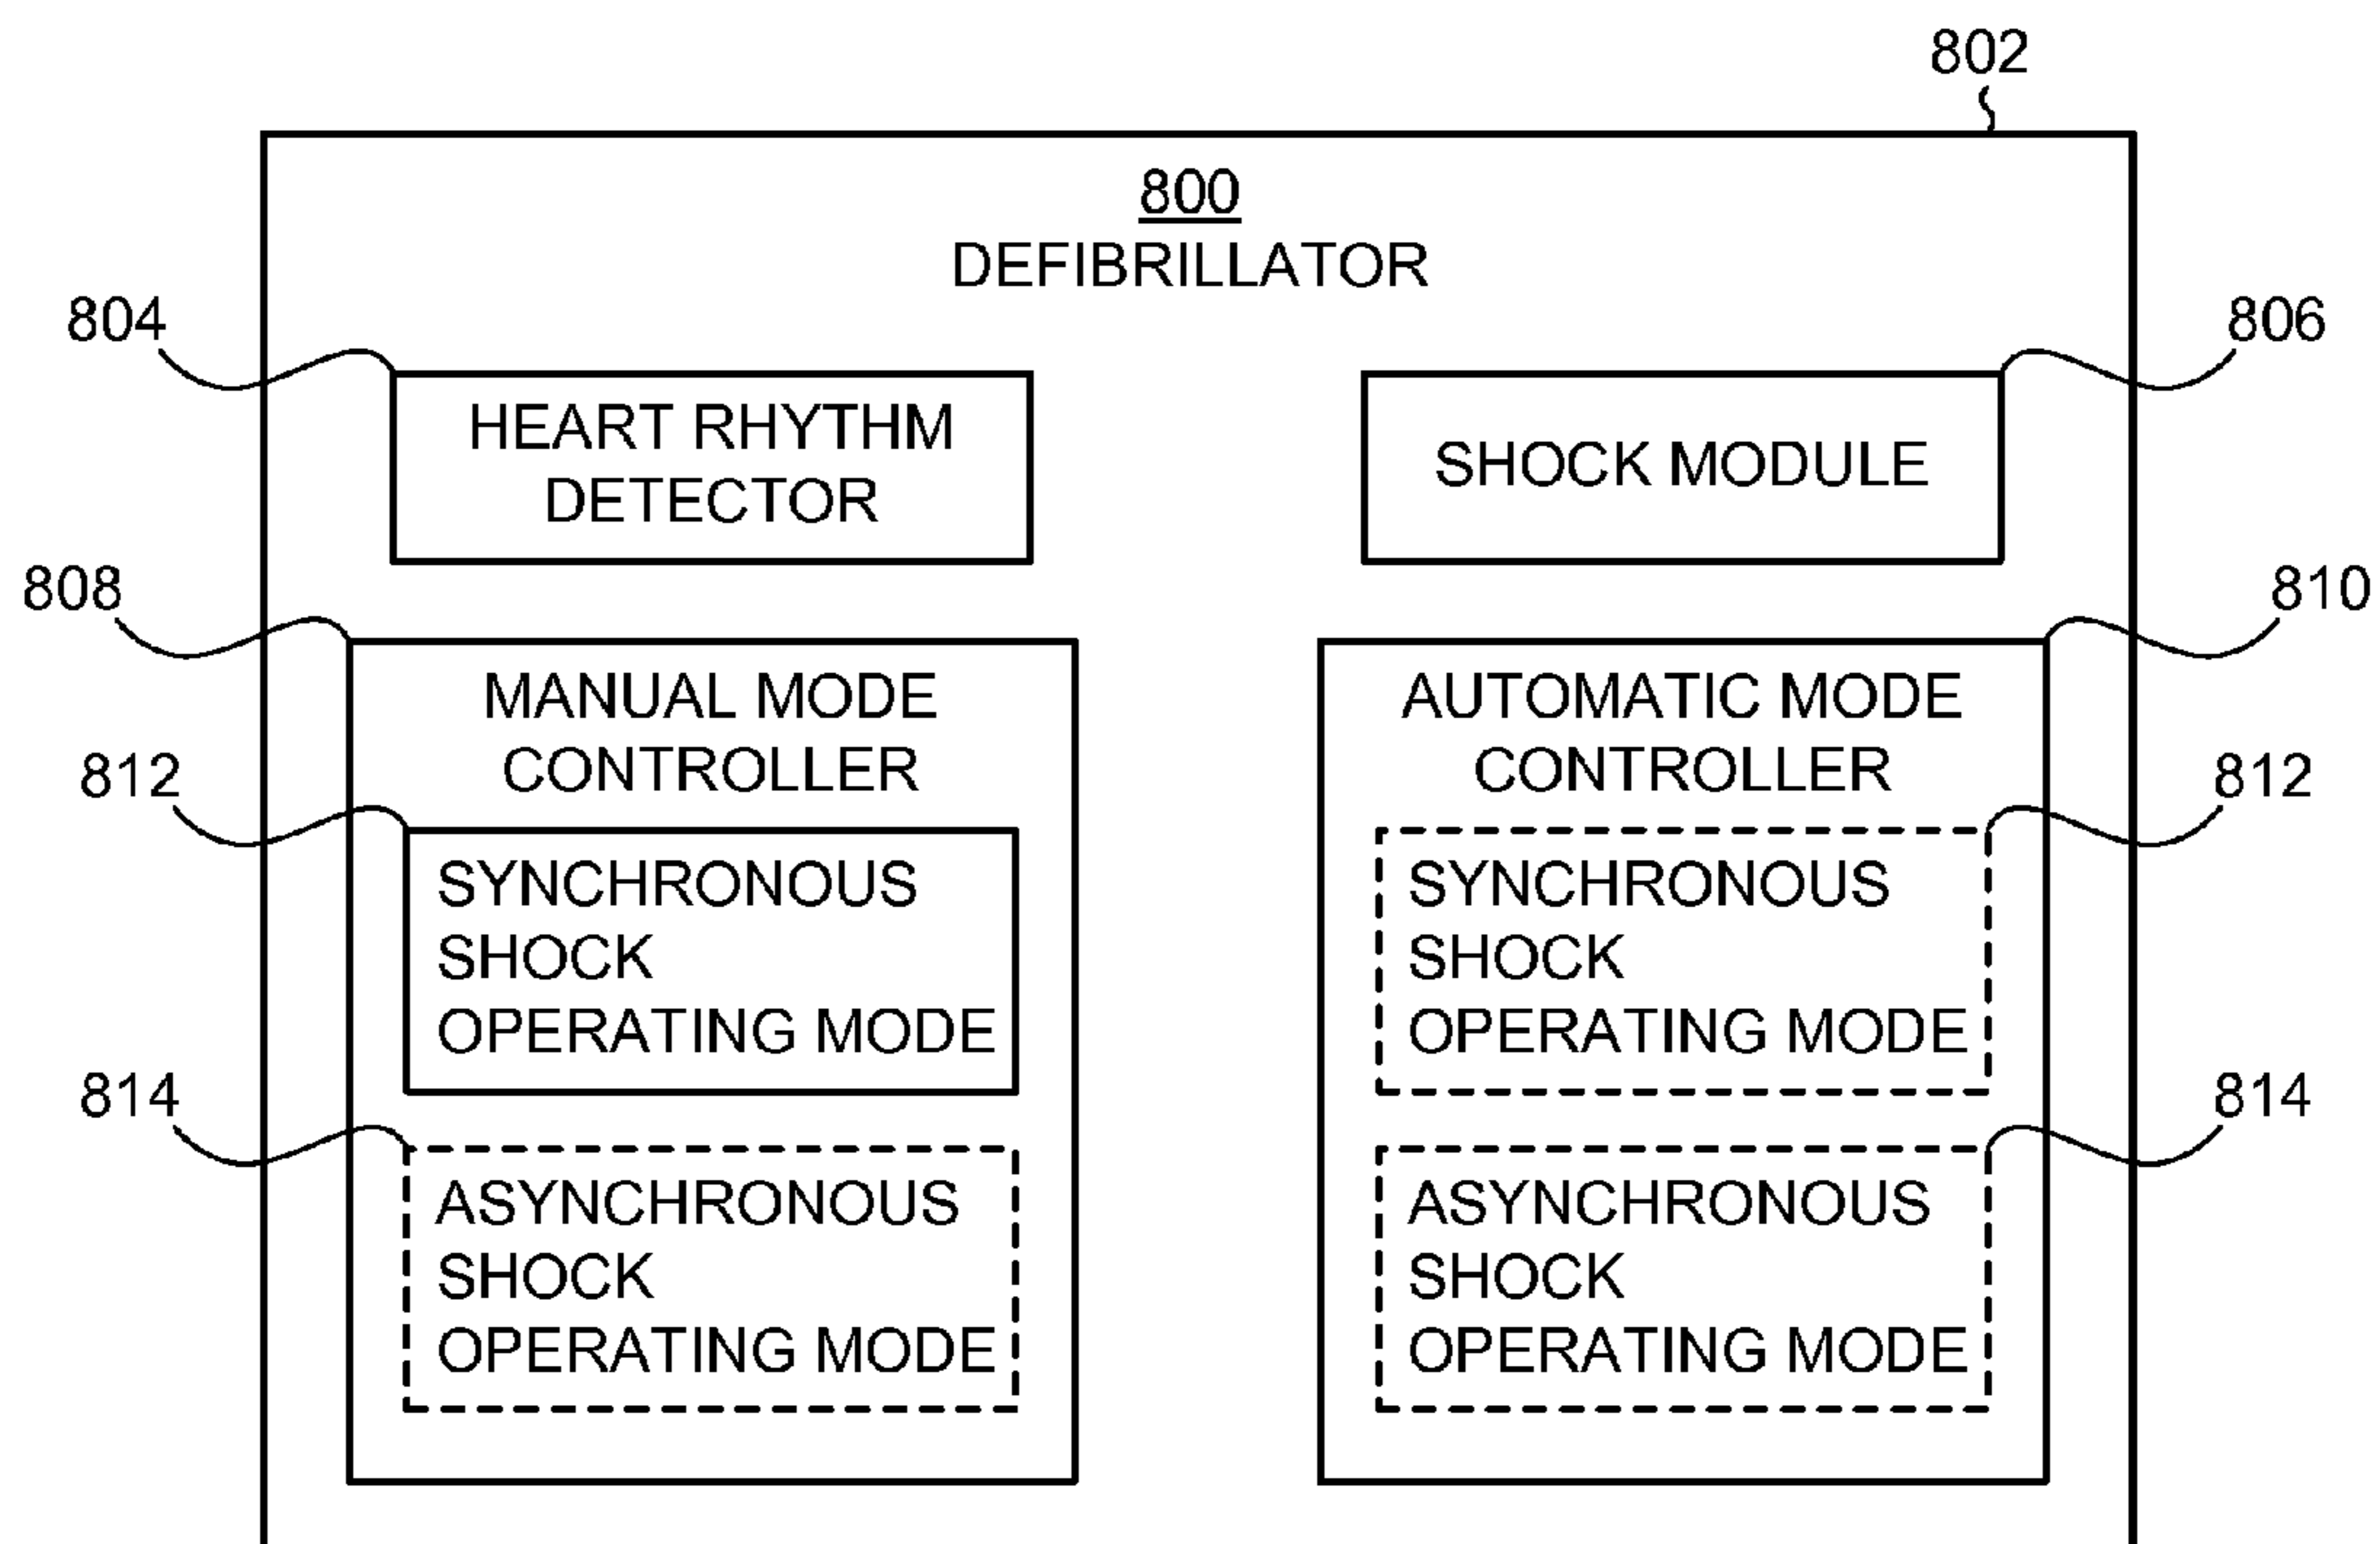 802
800
DEFIBRILLATOR
804
806
HEART RHYTHM
DETECTOR
SHOCK MODULE
808
810
MANUAL MODE
CONTROLLER
AUTOMATIC MODE
CONTROLLER
812
812
SYNCHRONOUS
SHOCK
OPERATING MODE
SYNCHRONOUS
SHOCK
OPERATING MODE
814
814
ASYNCHRONOUS
SHOCK
OPERATING MODE
ASYNCHRONOUS
SHOCK
OPERATING MODE